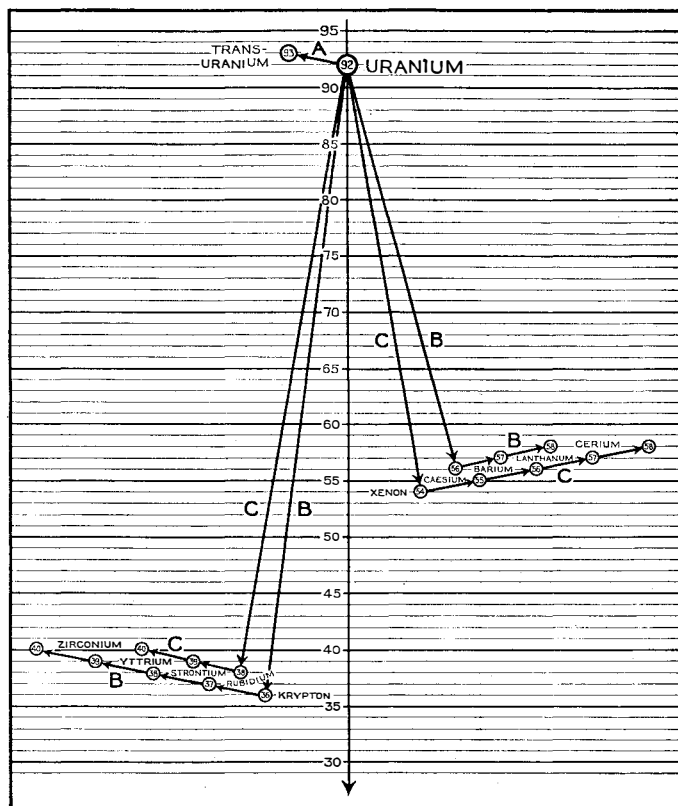 95
TRANS-
URANIUM
93
A
92
URANIUM
90
85
80
75
70
C
B
65
60
B
CERIUM
56
57
LANTHANUM
58
58
CAESIUM
BARIUM
55
XENON
54
55
56
57
C
C
B
50
45
40
ZIRCONIUM
C
40
40
39
YTTRIUM
39
B
38
STRONTIUM
38
37
RUBIDIUM
36
KRYPTON
35
30